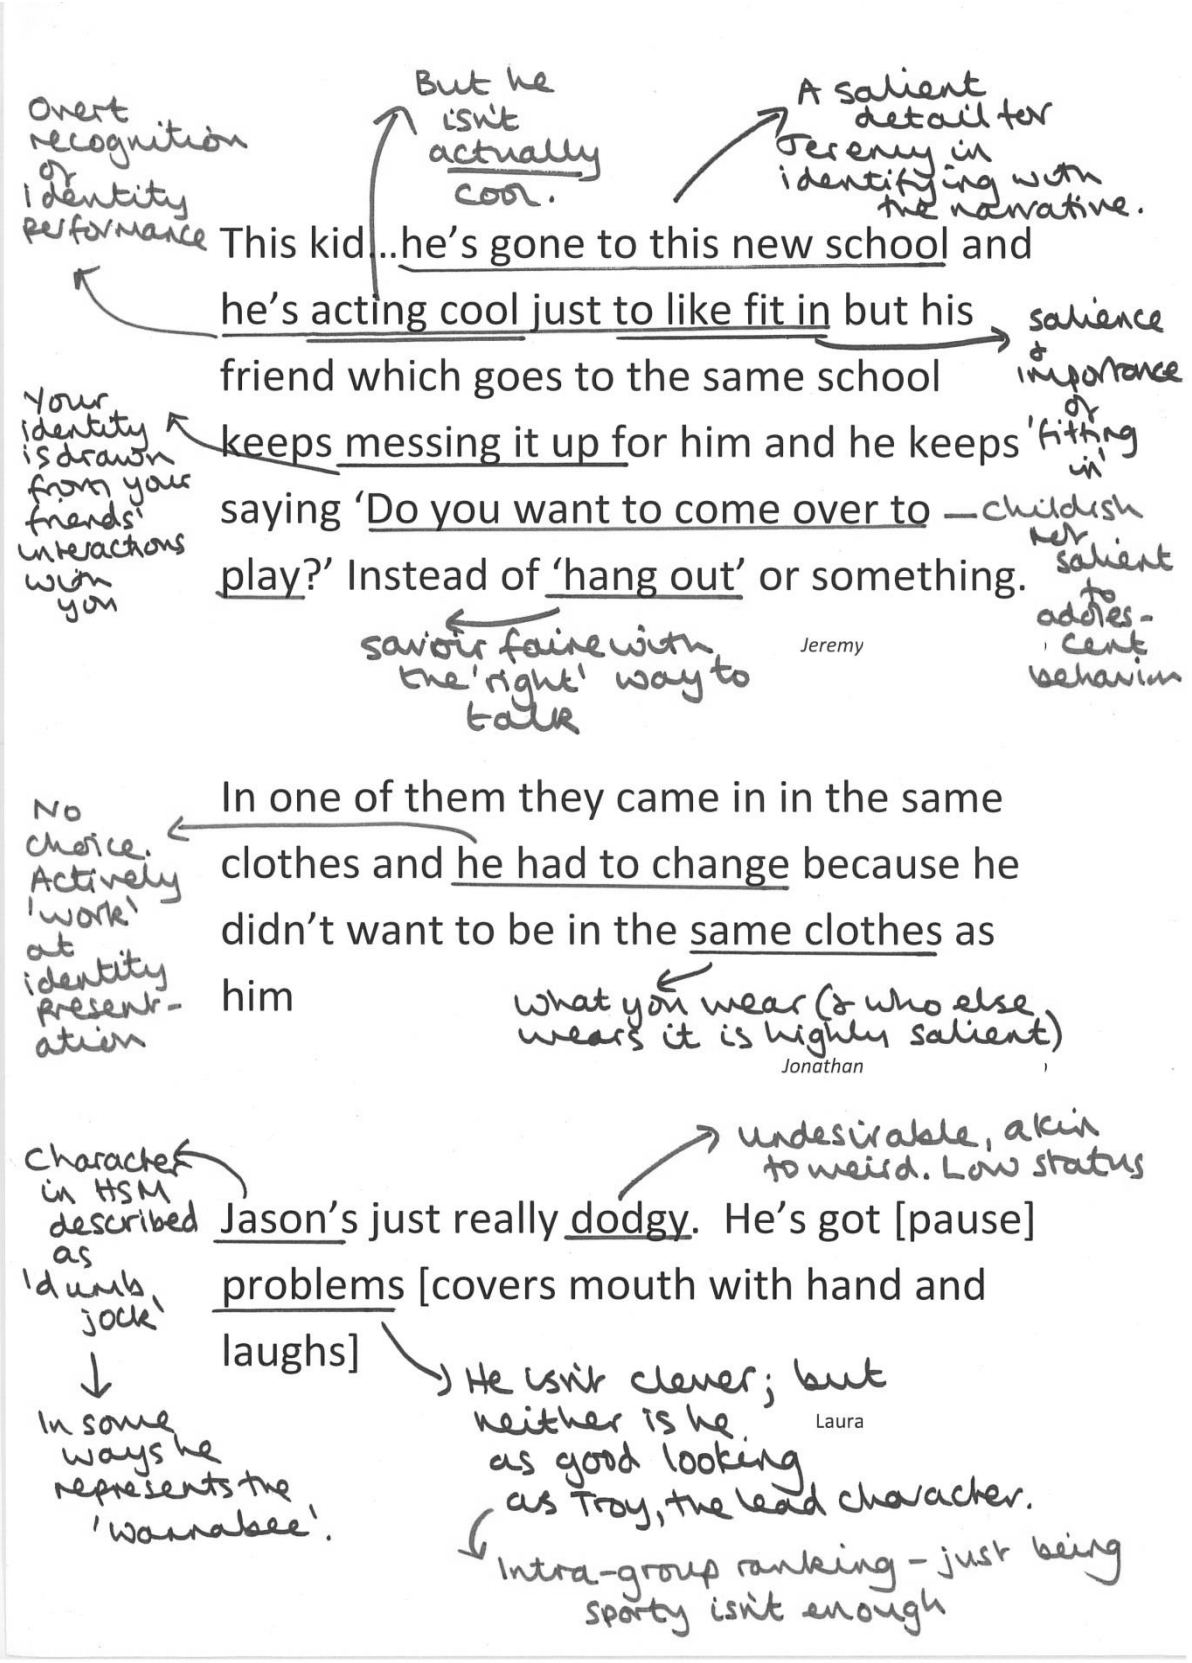 But he
isn't
actually
cool.
A salient
detail for
Jeremy in
identifying with
the narrative.
Overt
recognition
of
identity
performance
This kid...he's gone to this new school and
he's acting cool just to like fit in but his
friend which goes to the same school
keeps messing it up for him and he keeps
saying 'Do you want to come over to
play?' Instead of 'hang out' or something.
Jeremy
salience
&
importance
of
'fitting
in'
Your
identity
is drawn
from your
friends'
interactions
with
you
– childish
not
salient
to
adoles-
cent
behaviour
savoir faire with
the 'right' way to
talk
In one of them they came in in the same
clothes and he had to change because he
didn't want to be in the same clothes as
him
Jonathan
No
choice.
Actively
'work'
at
identity
present-
ation
what you wear (& who else
wears it is highly salient)
undesirable, akin
to weird. Low status
Character
in HSM
described
as
'dumb
jock'
In some
ways he
represents the
'wannabee'.
Jason's just really dodgy. He's got [pause]
problems [covers mouth with hand and
laughs]
Laura
He isn't clever; but
neither is he
as good looking
as Troy, the lead character.
Intra-group ranking – just being
sporty isn't enough